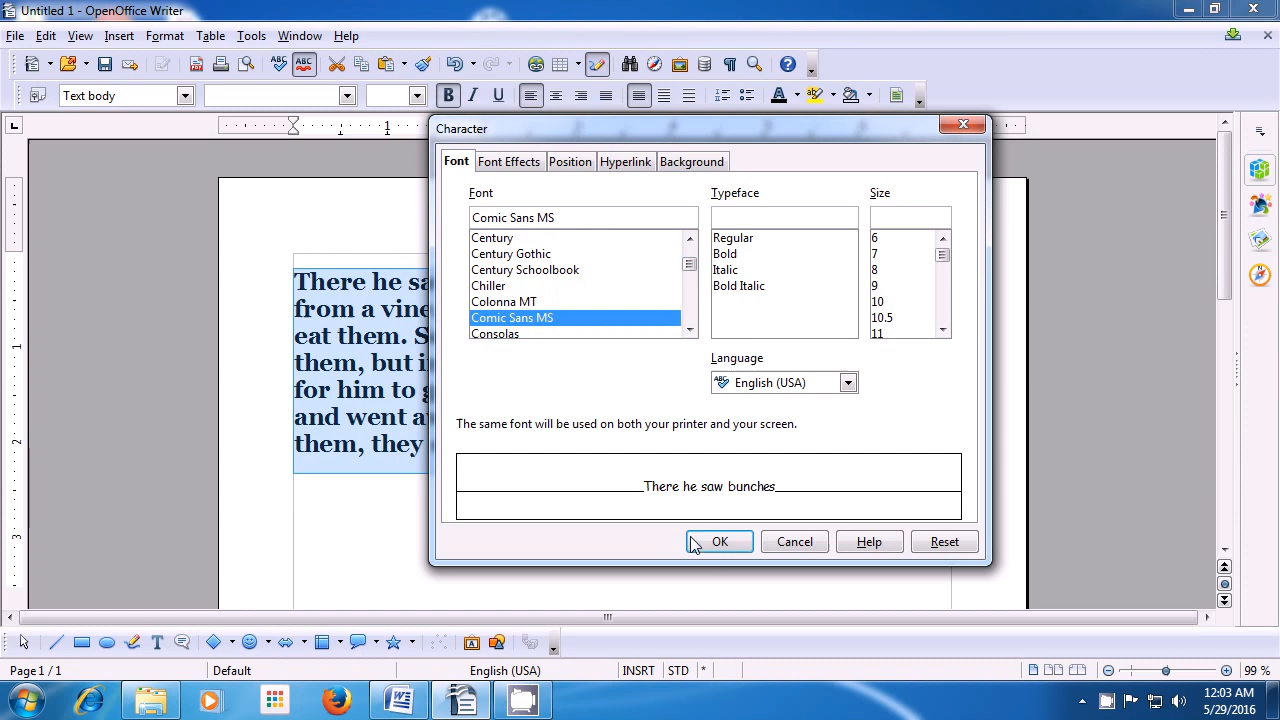 Untitled 1 - OpenOffice Writer
File Edit View Insert Format Table Tools Window Help
Text body
B I U
1
Character
Font Font Effects Position Hyperlink Background
Font Typeface Size
Comic Sans MS
Century Regular 6
Century Gothic Bold 7
Century Schoolbook Italic 8
Chiller Bold Italic 9
Colonna MT 10
Comic Sans MS 10.5
Consolas 11
Language
English (USA)
The same font will be used on both your printer and your screen.
There he saw bunches
OK Cancel Help Reset
There he
from a vine
eat them.
them, but
for him to
and went
them, they
1
2
3
Page 1 / 1 Default English (USA) INSRT STD * 99 %
12:03 AM
5/29/2016